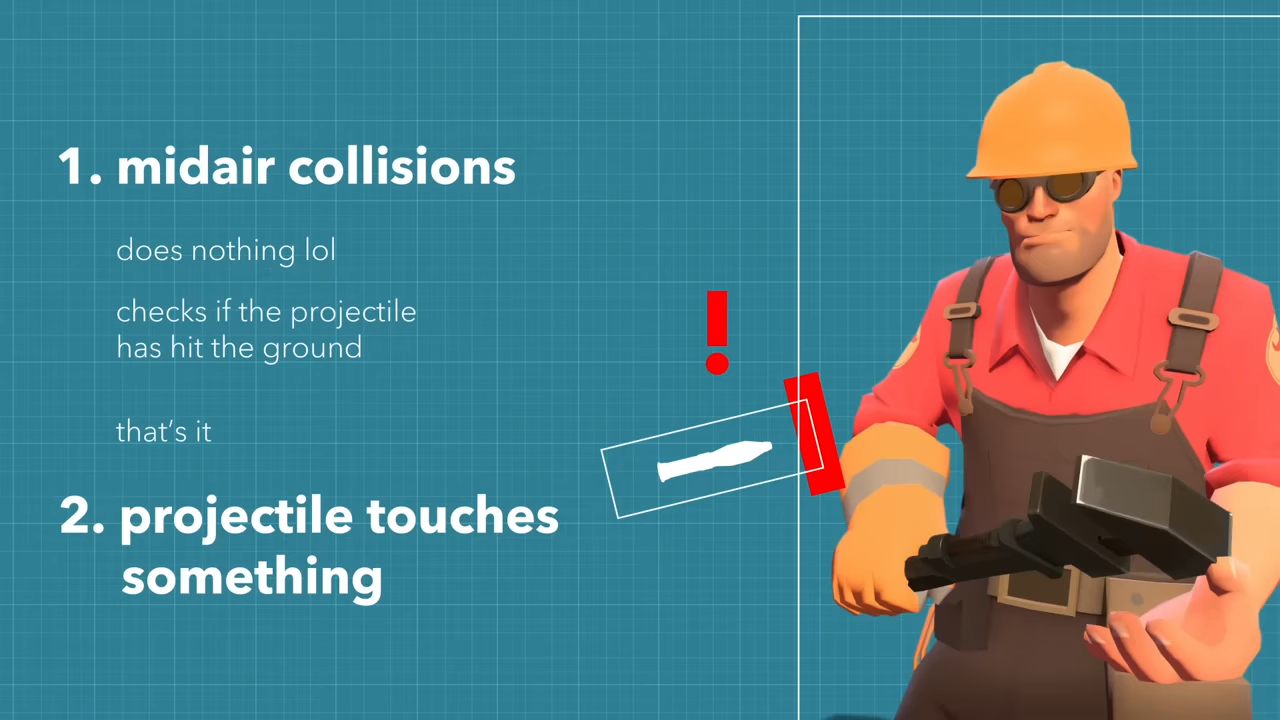 1. midair collisions
does nothing lol
checks if the projectile
has hit the ground
that’s it
2. projectile touches
something
!